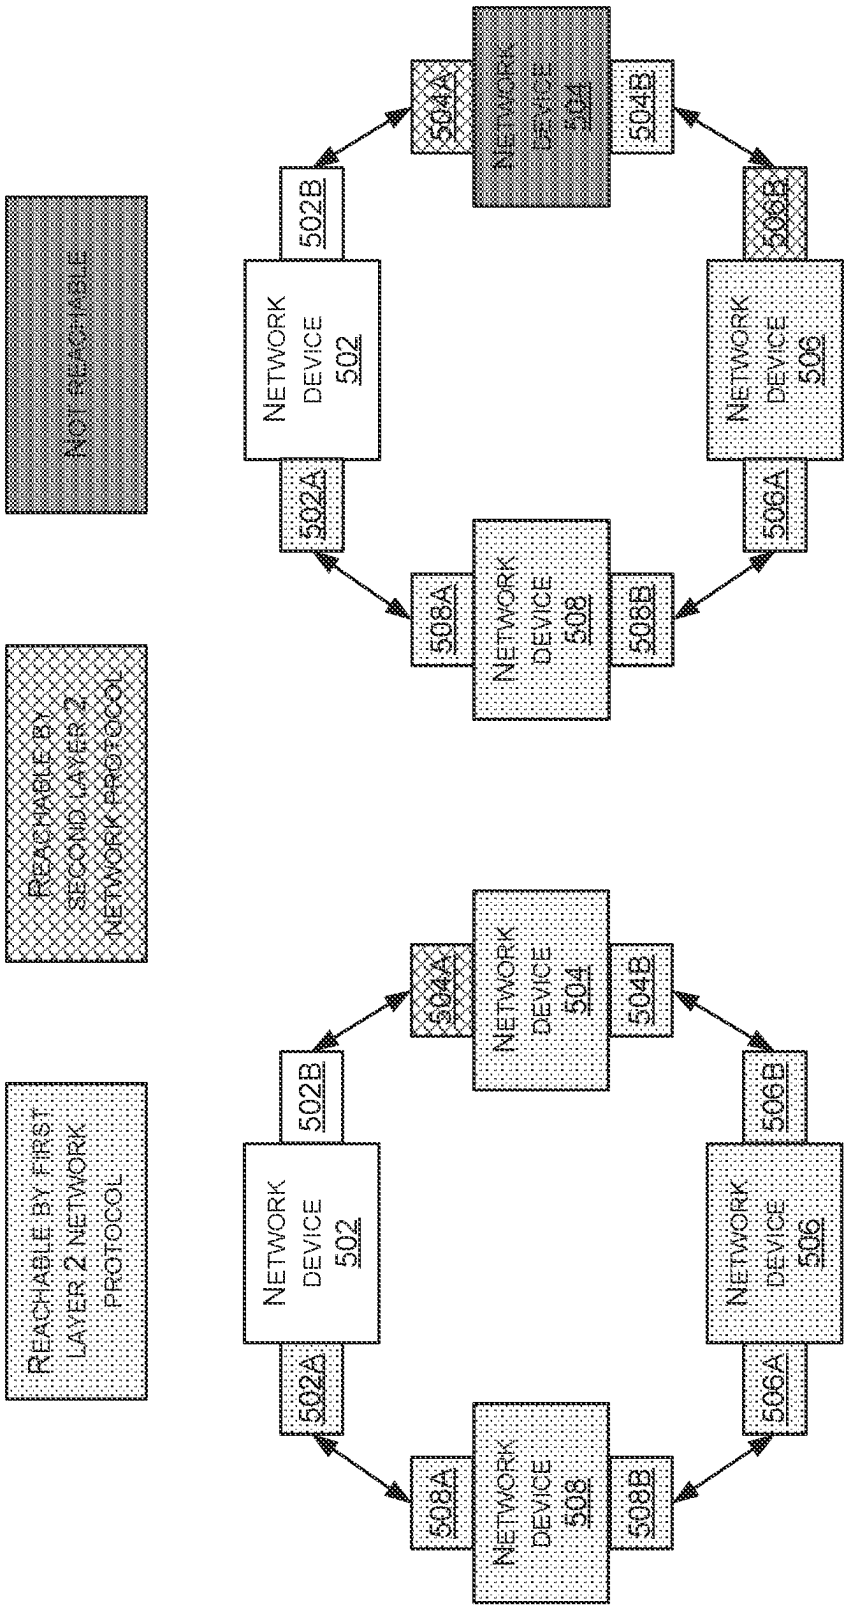 REACHABLE BY FIRST
LAYER 2 NETWORK
PROTOCOL
REACHABLE BY
SECOND LAYER 2
NETWORK PROTOCOL
NOT REACHABLE
502A
NETWORK
DEVICE
502
502B
508A
NETWORK
DEVICE
508
508B
504A
NETWORK
DEVICE
504
504B
506A
NETWORK
DEVICE
506
506B
502A
NETWORK
DEVICE
502
502B
508A
NETWORK
DEVICE
508
508B
504A
NETWORK
DEVICE
504
504B
506A
NETWORK
DEVICE
506
506B